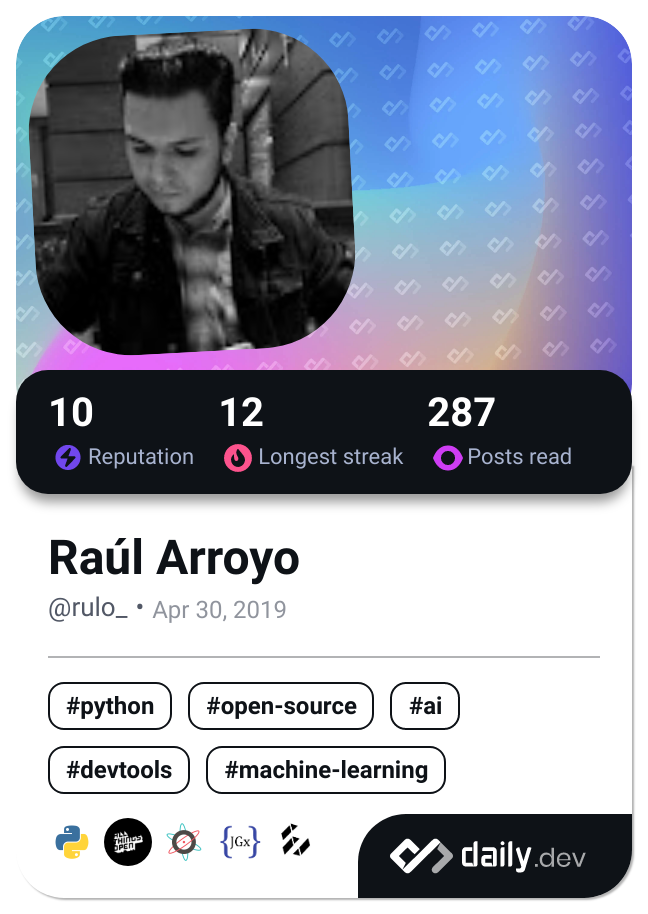 10 12 287
Reputation Longest streak Posts read
Raúl Arroyo
@rulo_ • Apr 30, 2019
#python #open-source #ai
#devtools #machine-learning
ALL THINGS OPEN {JGx}
daily.dev